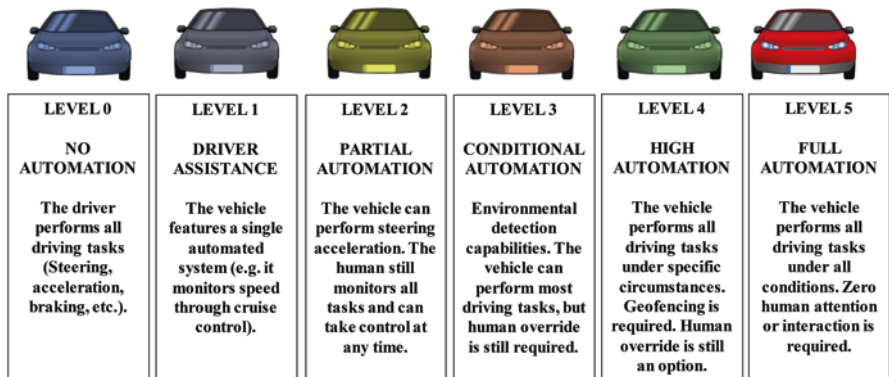 LEVEL 0
NO
AUTOMATION
The driver
performs all
driving tasks
(Steering,
acceleration,
braking, etc.).
LEVEL 1
DRIVER
ASSISTANCE
The vehicle
features a single
automated
system (e.g. it
monitors speed
through cruise
control).
LEVEL 2
PARTIAL
AUTOMATION
The vehicle can
perform steering
acceleration. The
human still
monitors all
tasks and can
take control at
any time.
LEVEL 3
CONDITIONAL
AUTOMATION
Environmental
detection
capabilities. The
vehicle can
perform most
driving tasks, but
human override
is still required.
LEVEL 4
HIGH
AUTOMATION
The vehicle
performs all
driving tasks
under specific
circumstances.
Geofencing is
required. Human
override is still
an option.
LEVEL 5
FULL
AUTOMATION
The vehicle
performs all
driving tasks
under all
conditions. Zero
human attention
or interaction is
required.